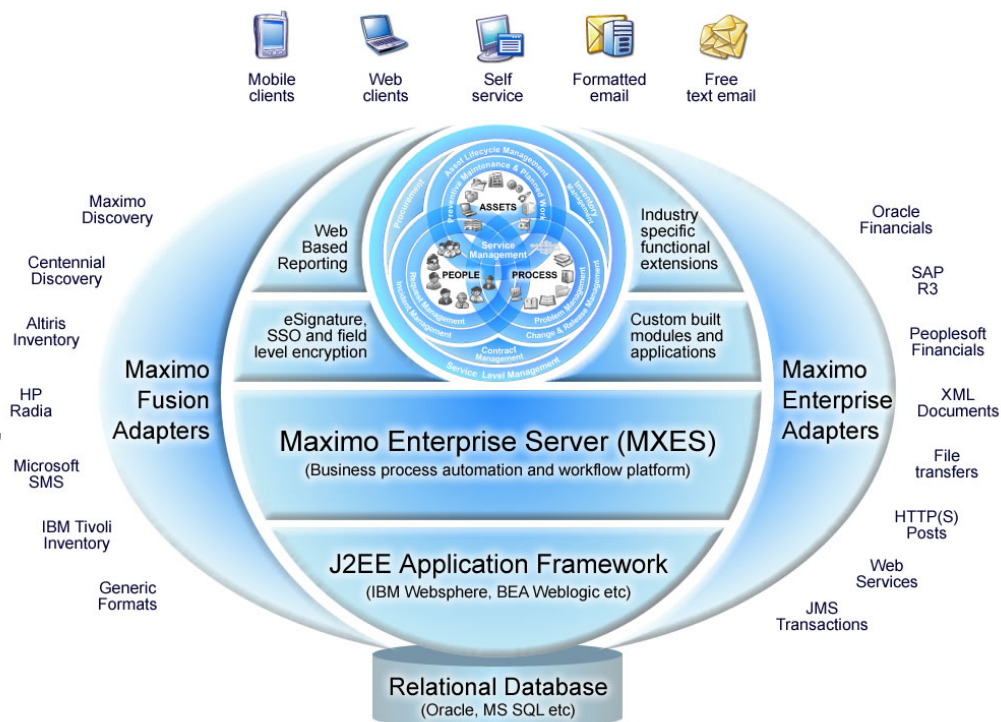 Mobile
clients
Web
clients
Self
service
Formatted
email
Free
text email
Maximo
Discovery
Centennial
Discovery
Altiris
Inventory
HP
Radia
Microsoft
SMS
IBM Tivoli
Inventory
Generic
Formats
Maximo
Fusion
Adapters
Web
Based
Reporting
eSignature,
SSO and field
level encryption
Asset Lifecycle Management
Preventive Maintenance & Planned Work
Procurement
Inventory
Management
ASSETS
Service
Management
PEOPLE
PROCESS
Request Management
Incident Management
Problem Management
Change & Release Management
Contract
Management
Service Level Management
Industry
specific
functional
extensions
Custom built
modules and
applications
Maximo Enterprise Server (MXES)
(Business process automation and workflow platform)
J2EE Application Framework
(IBM Websphere, BEA Weblogic etc)
Relational Database
(Oracle, MS SQL etc)
Maximo
Enterprise
Adapters
Oracle
Financials
SAP
R3
Peoplesoft
Financials
XML
Documents
File
transfers
HTTP(S)
Posts
Web
Services
JMS
Transactions